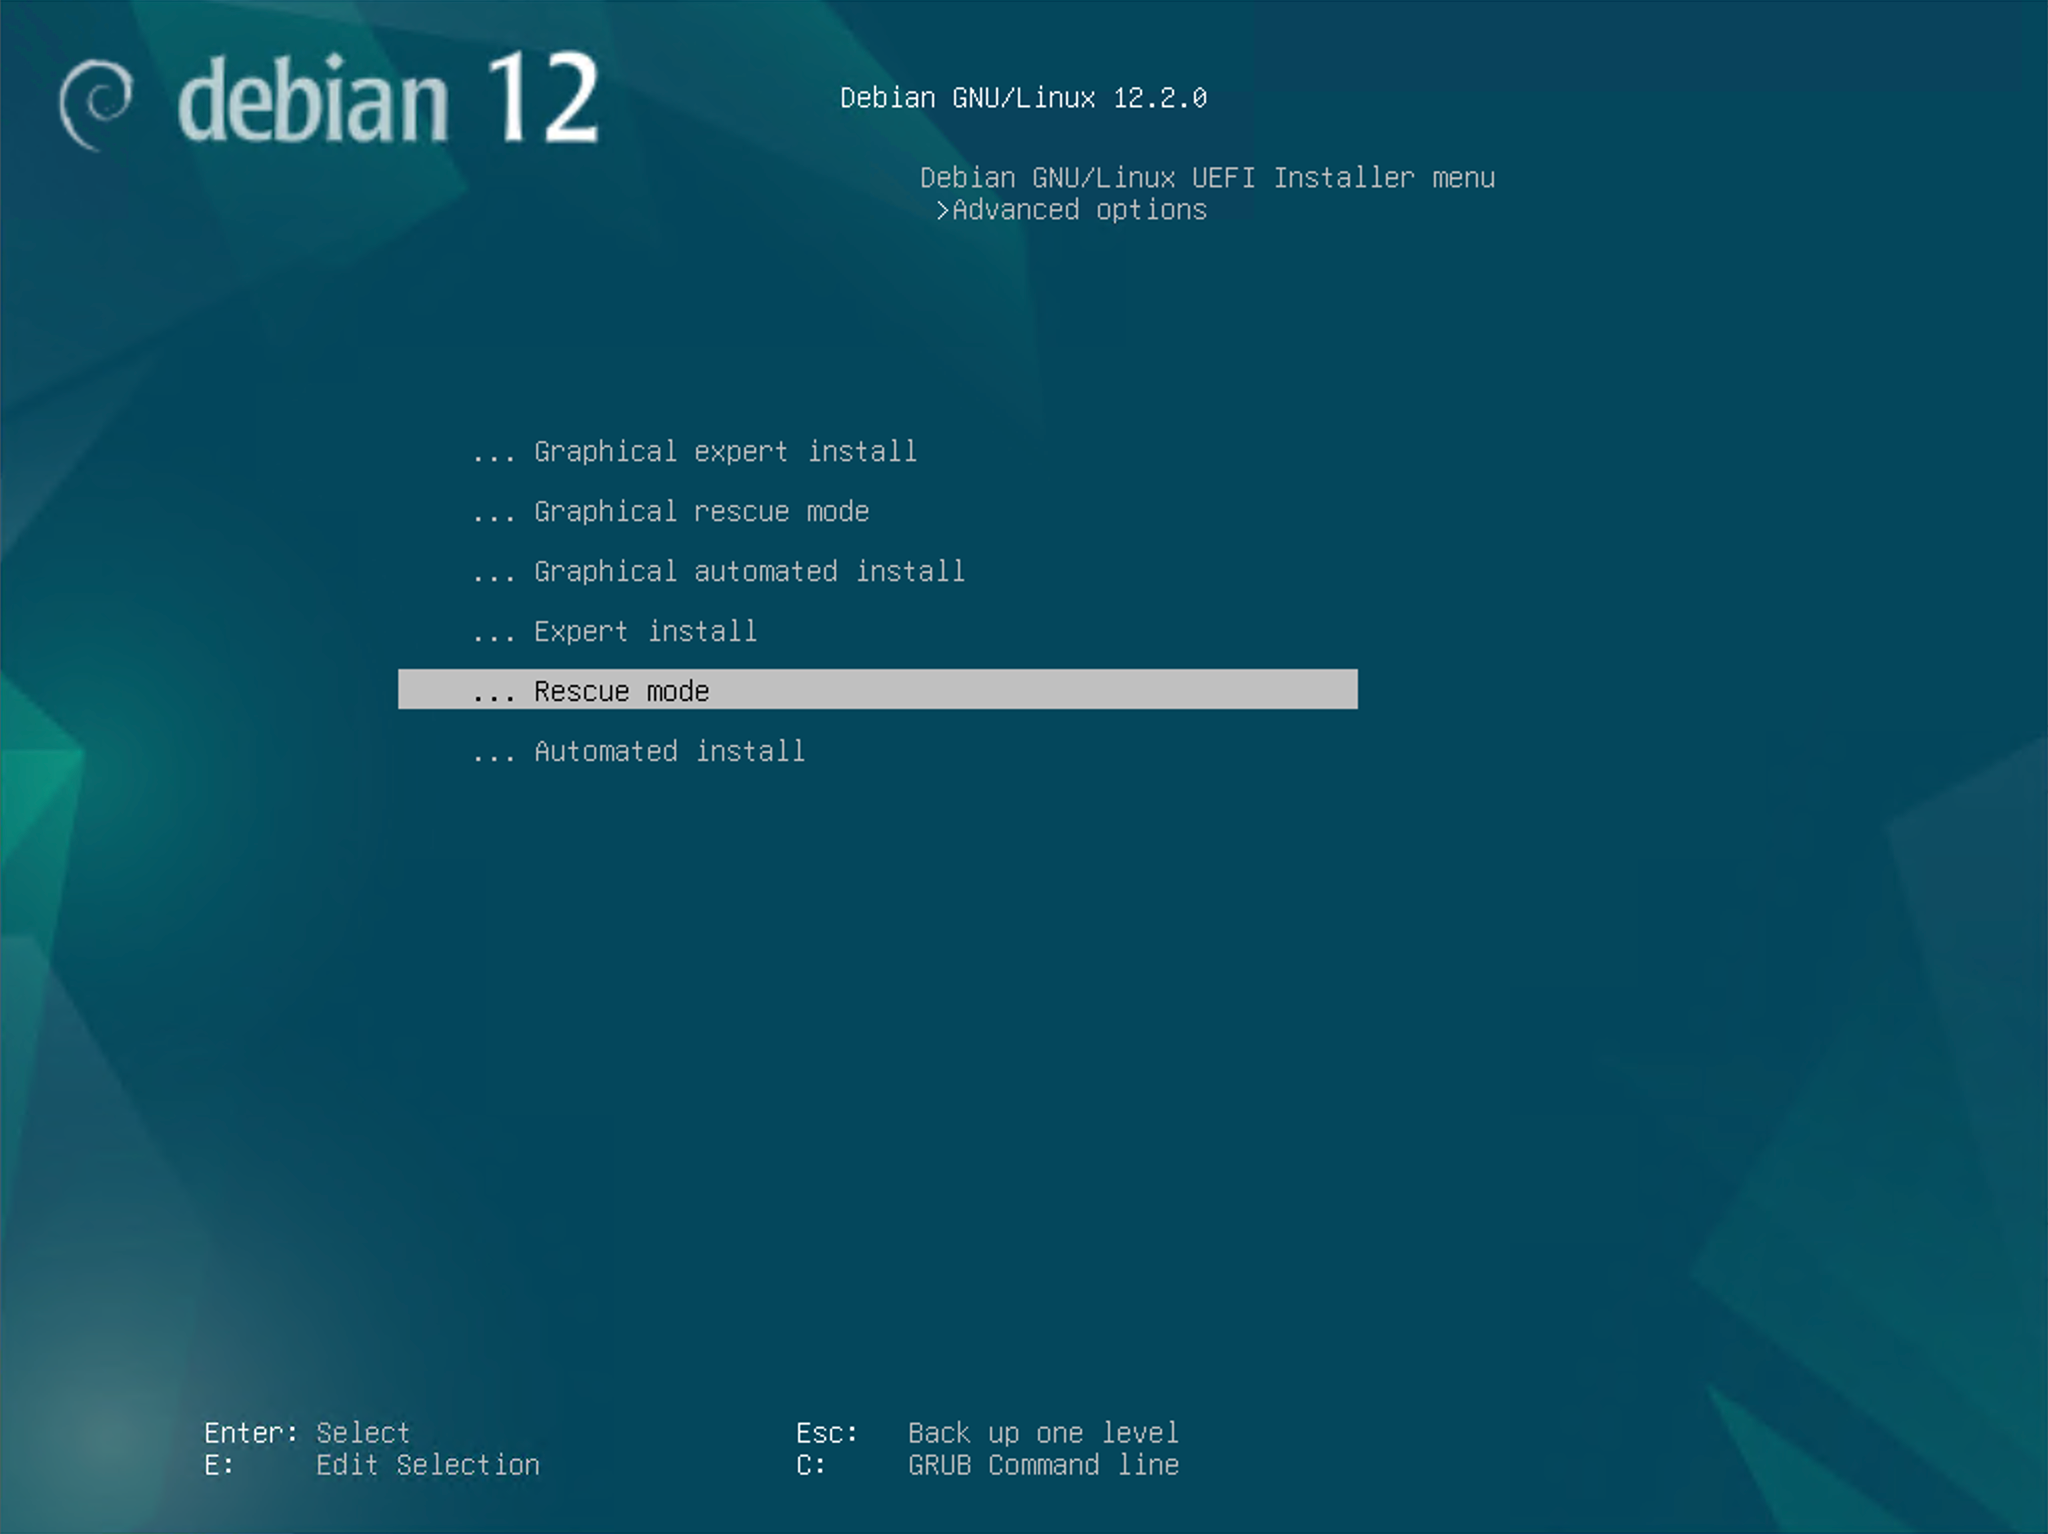 debian 12
Debian GNU/Linux 12.2.0
Debian GNU/Linux UEFI Installer menu
>Advanced options
... Graphical expert install
... Graphical rescue mode
... Graphical automated install
... Expert install
... Rescue mode
... Automated install
Enter: Select Esc: Back up one level
E: Edit Selection C: GRUB Command line